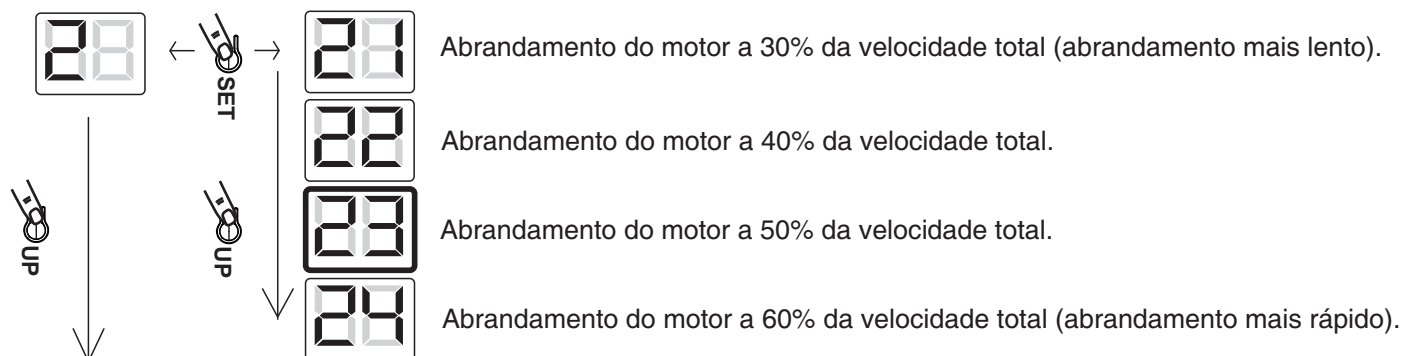 2
SET
21 Abrandamento do motor a 30% da velocidade total (abrandamento mais lento).
22 Abrandamento do motor a 40% da velocidade total.
UP
UP
23 Abrandamento do motor a 50% da velocidade total.
24 Abrandamento do motor a 60% da velocidade total (abrandamento mais rápido).